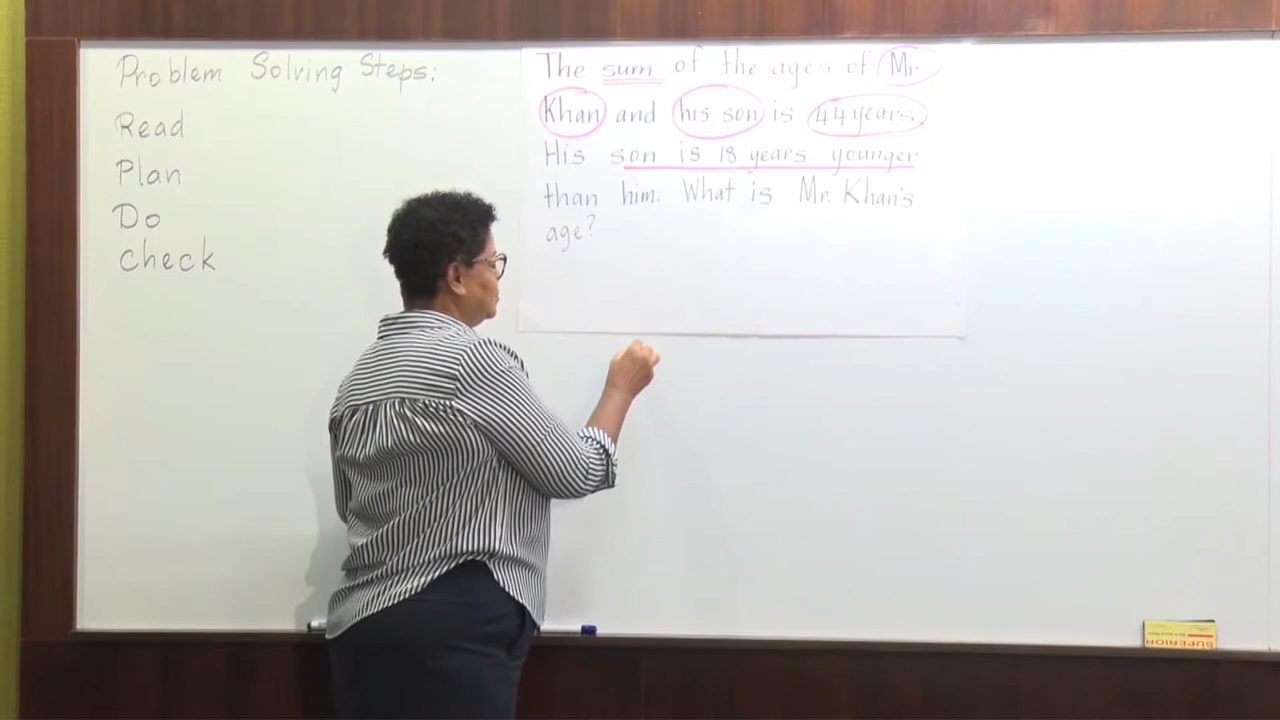 Problem Solving Steps:
Read
Plan
Do
check
The sum of the ages of Mr.
Khan and his son is 44 years.
His son is 18 years younger
than him. What is Mr. Khan's
age?
SUPERIOR